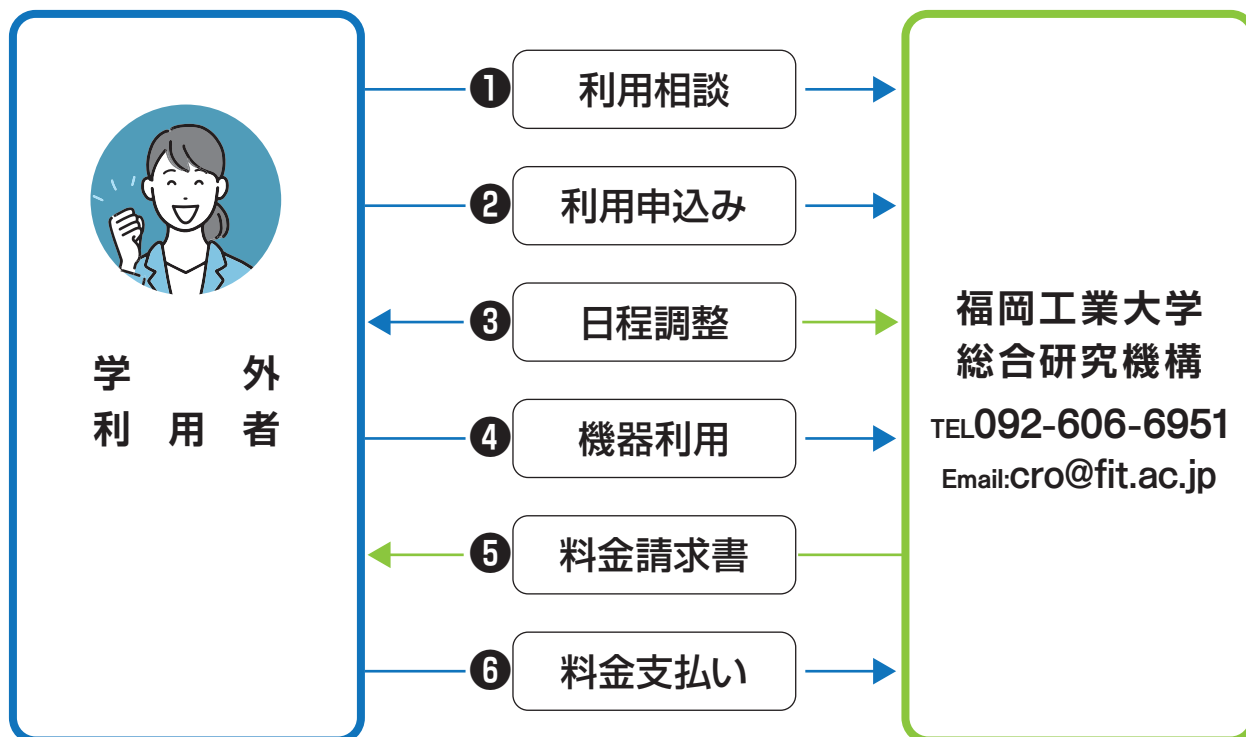 学外
利用者
❶ 利用相談
❷ 利用申込み
❸ 日程調整
❹ 機器利用
❺ 料金請求書
❻ 料金支払い
福岡工業大学
総合研究機構
TEL092-606-6951
Email:cro@fit.ac.jp